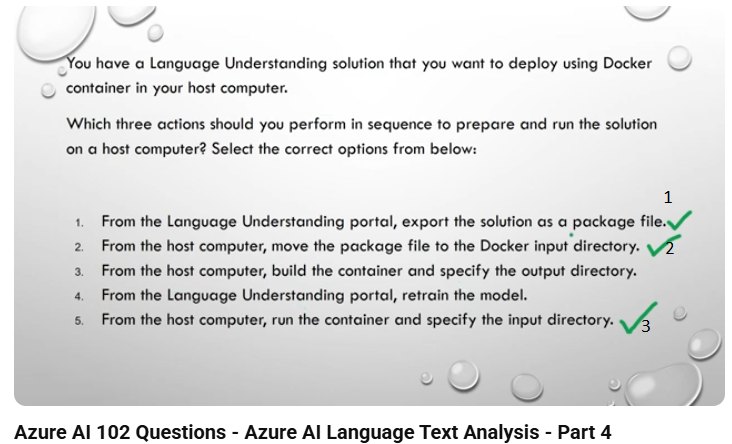 You have a Language Understanding solution that you want to deploy using Docker
container in your host computer.
Which three actions should you perform in sequence to prepare and run the solution
on a host computer? Select the correct options from below:
1
1. From the Language Understanding portal, export the solution as a package file.
2. From the host computer, move the package file to the Docker input directory. 2
3. From the host computer, build the container and specify the output directory.
4. From the Language Understanding portal, retrain the model.
5. From the host computer, run the container and specify the input directory. 3
Azure AI 102 Questions - Azure AI Language Text Analysis - Part 4